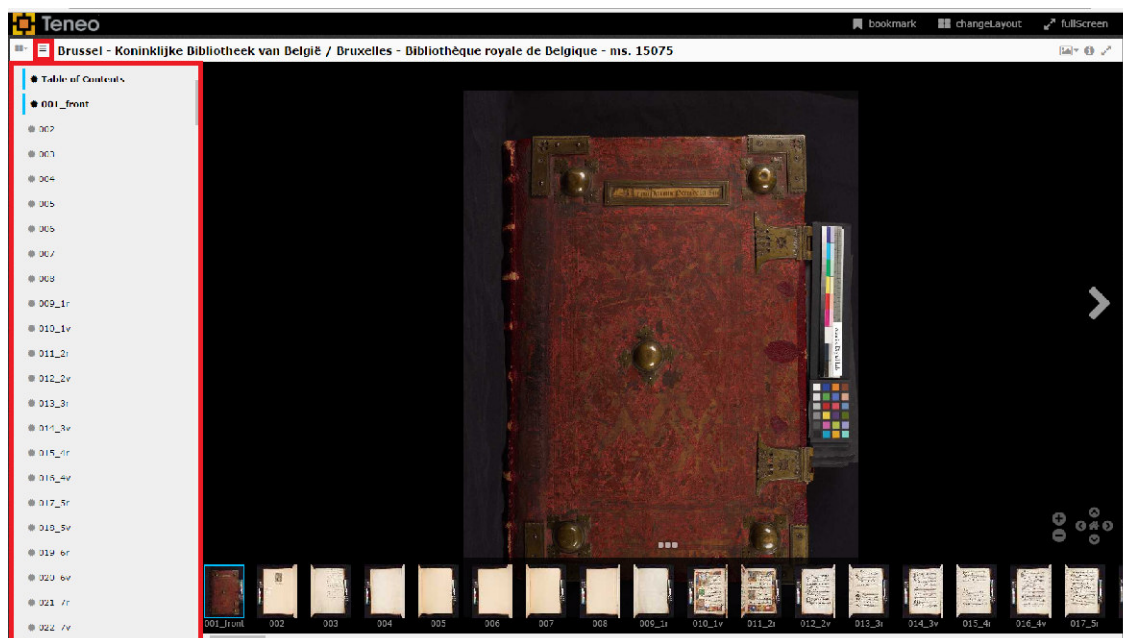 Teneo
bookmark changeLayout fullScreen
Brussel - Koninklijke Bibliotheek van België / Bruxelles - Bibliothèque royale de Belgique - ms. 15075
Table of Contents
001_front
002
003
004
005
006
007
008
009_1r
010_1v
011_2r
012_2v
013_3r
014_3v
015_4r
016_4v
017_5r
018_5v
019_6r
020_6v
021_7r
022_7v
001_front 002 003 004 005 006 007 008 009_1r 010_1v 011_2r 012_2v 013_3r 014_3v 015_4r 016_4v 017_5r